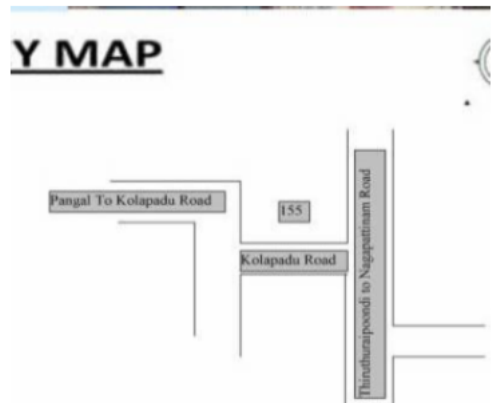 Y MAP
Pangal To Kolapadu Road
155
Kolapadu Road
Thiruthuraipoondi to Nagapattinam Road